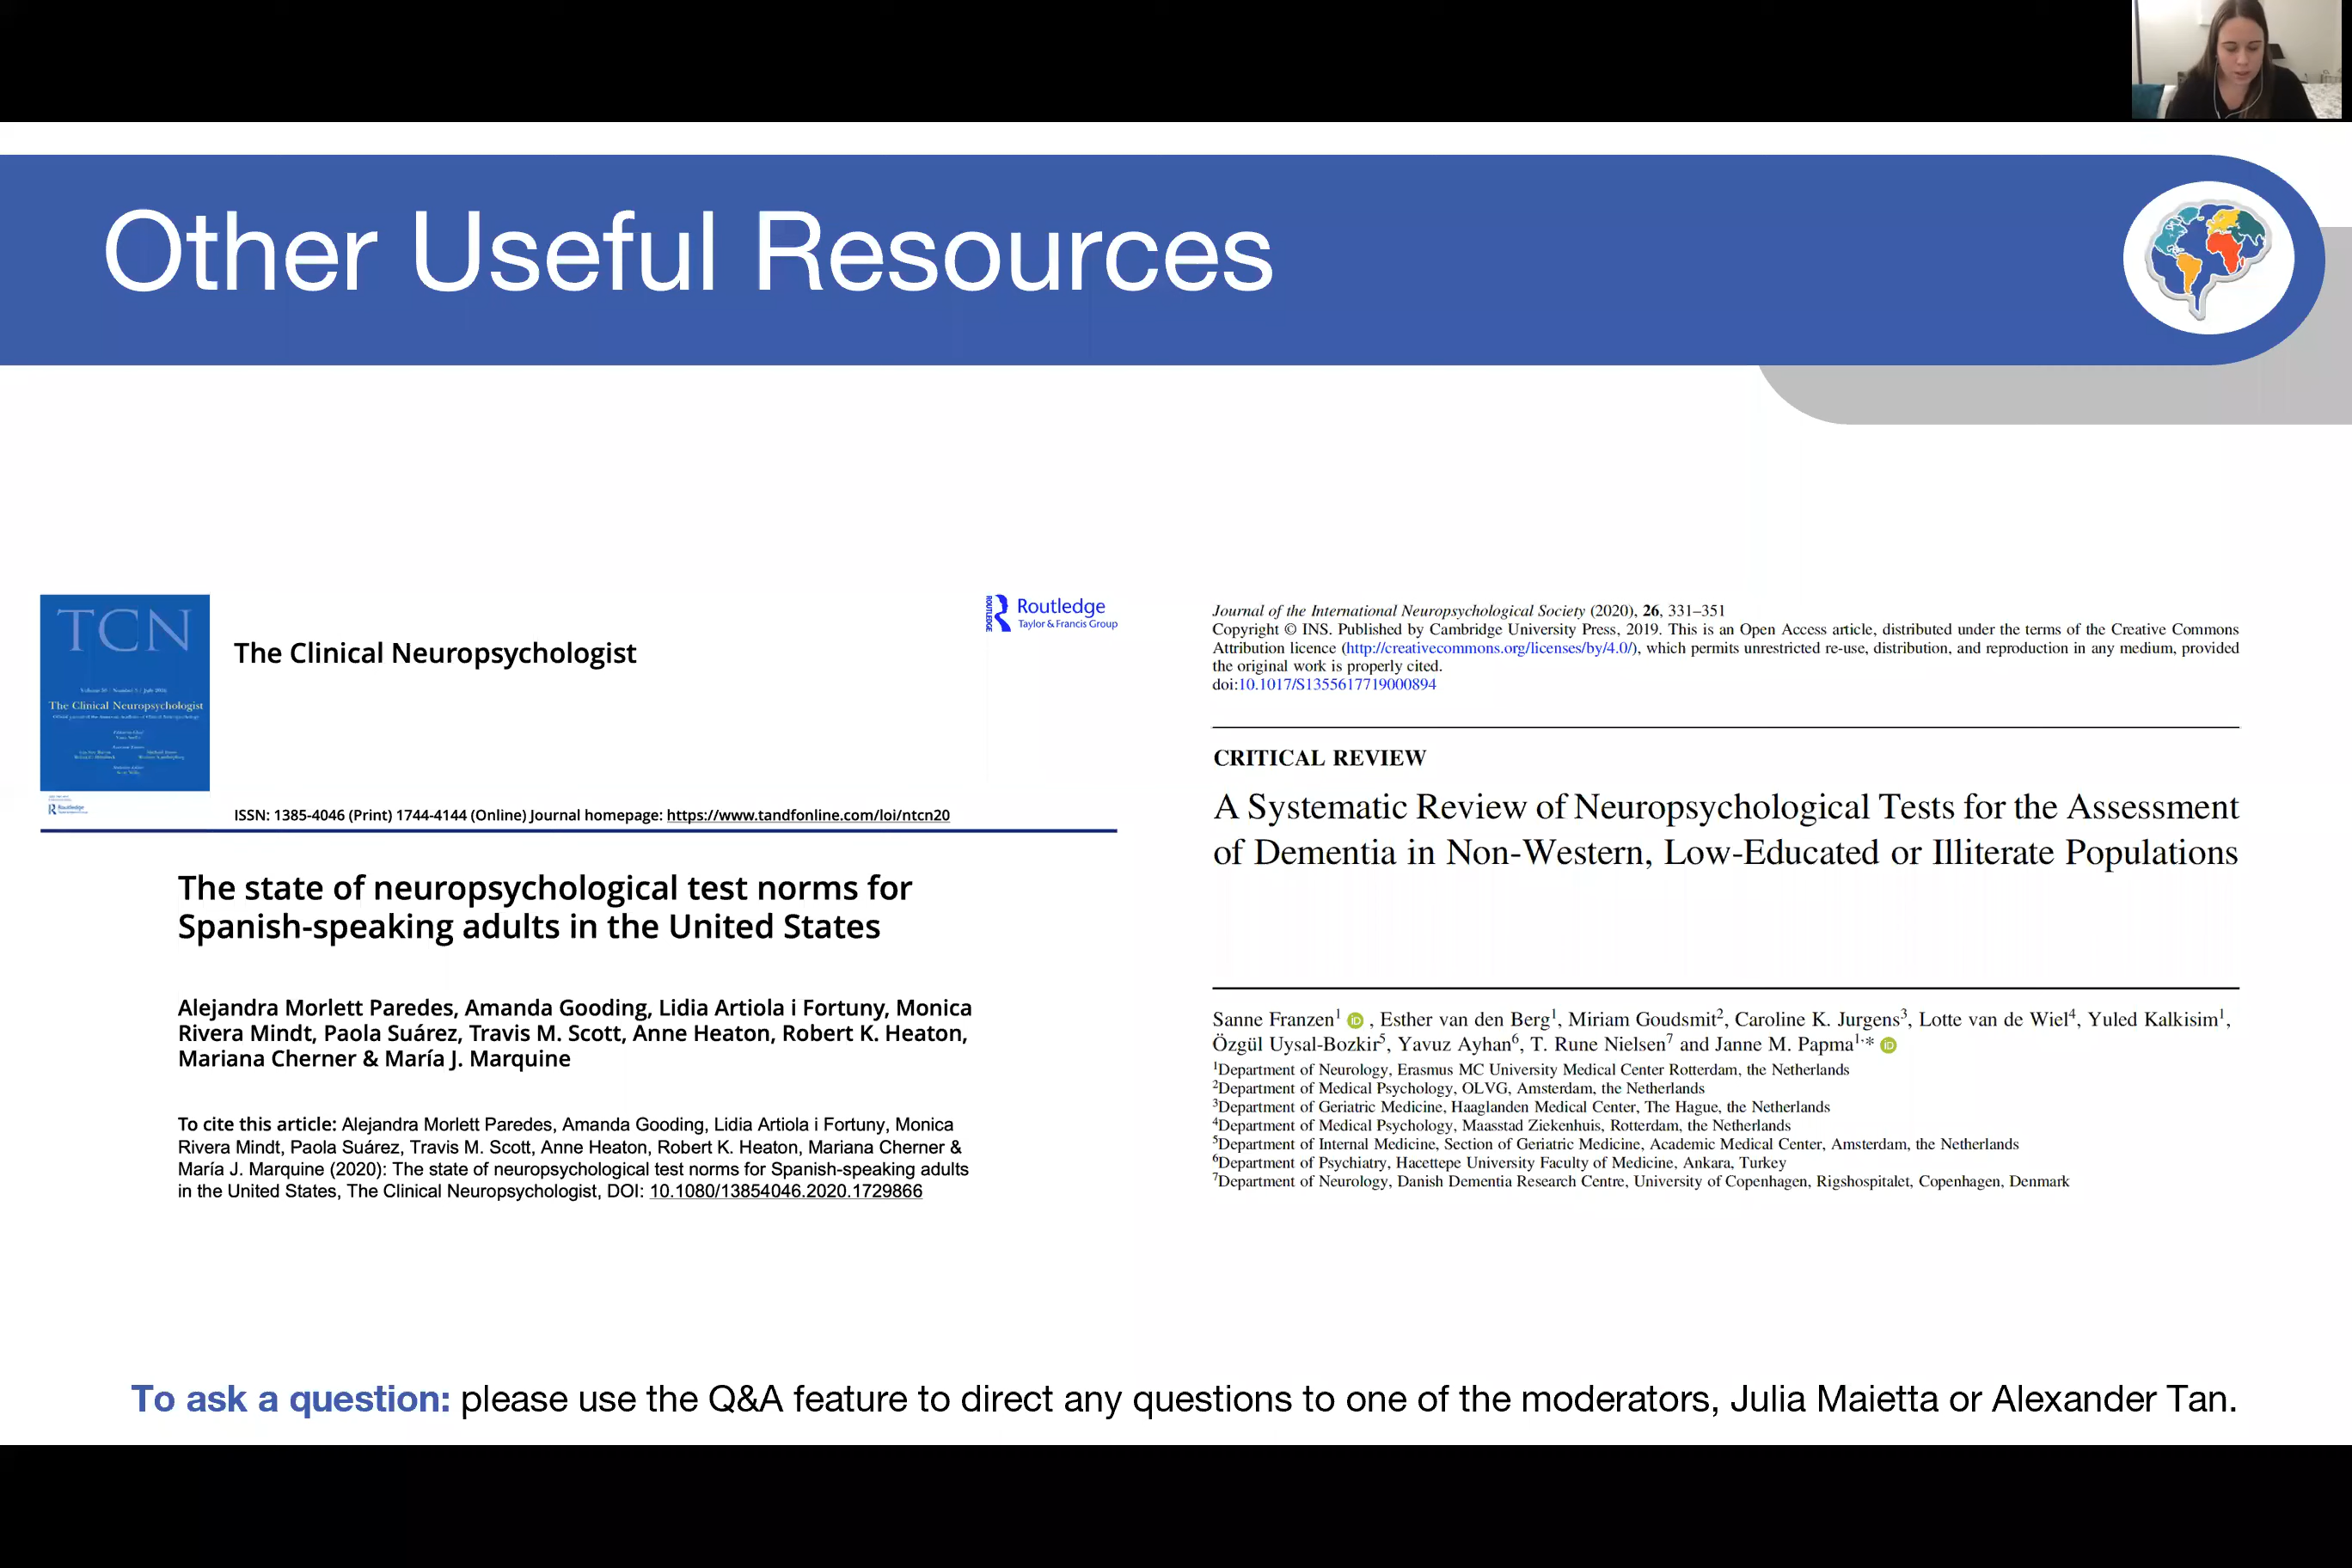 Other Useful Resources
TCN
The Clinical Neuropsychologist
Routledge
ROUTLEDGE
Routledge
Taylor & Francis Group
The Clinical Neuropsychologist
ISSN: 1385-4046 (Print) 1744-4144 (Online) Journal homepage: https://www.tandfonline.com/loi/ntcn20
The state of neuropsychological test norms for
Spanish-speaking adults in the United States
Alejandra Morlett Paredes, Amanda Gooding, Lidia Artiola i Fortuny, Monica
Rivera Mindt, Paola Suárez, Travis M. Scott, Anne Heaton, Robert K. Heaton,
Mariana Cherner & María J. Marquine
To cite this article: Alejandra Morlett Paredes, Amanda Gooding, Lidia Artiola i Fortuny, Monica
Rivera Mindt, Paola Suárez, Travis M. Scott, Anne Heaton, Robert K. Heaton, Mariana Cherner &
María J. Marquine (2020): The state of neuropsychological test norms for Spanish-speaking adults
in the United States, The Clinical Neuropsychologist, DOI: 10.1080/13854046.2020.1729866
Journal of the International Neuropsychological Society (2020), 26, 331–351
Copyright © INS. Published by Cambridge University Press, 2019. This is an Open Access article, distributed under the terms of the Creative Commons
Attribution licence (http://creativecommons.org/licenses/by/4.0/), which permits unrestricted re-use, distribution, and reproduction in any medium, provided
the original work is properly cited.
doi:10.1017/S1355617719000894
CRITICAL REVIEW
A Systematic Review of Neuropsychological Tests for the Assessment
of Dementia in Non-Western, Low-Educated or Illiterate Populations
Sanne Franzen1 iD, Esther van den Berg1, Miriam Goudsmit2, Caroline K. Jurgens3, Lotte van de Wiel4, Yuled Kalkisim1,
Özgül Uysal-Bozkir5, Yavuz Ayhan6, T. Rune Nielsen7 and Janne M. Papma1,* iD
1Department of Neurology, Erasmus MC University Medical Center Rotterdam, the Netherlands
2Department of Medical Psychology, OLVG, Amsterdam, the Netherlands
3Department of Geriatric Medicine, Haaglanden Medical Center, The Hague, the Netherlands
4Department of Medical Psychology, Maasstad Ziekenhuis, Rotterdam, the Netherlands
5Department of Internal Medicine, Section of Geriatric Medicine, Academic Medical Center, Amsterdam, the Netherlands
6Department of Psychiatry, Hacettepe University Faculty of Medicine, Ankara, Turkey
7Department of Neurology, Danish Dementia Research Centre, University of Copenhagen, Rigshospitalet, Copenhagen, Denmark
To ask a question: please use the Q&A feature to direct any questions to one of the moderators, Julia Maietta or Alexander Tan.